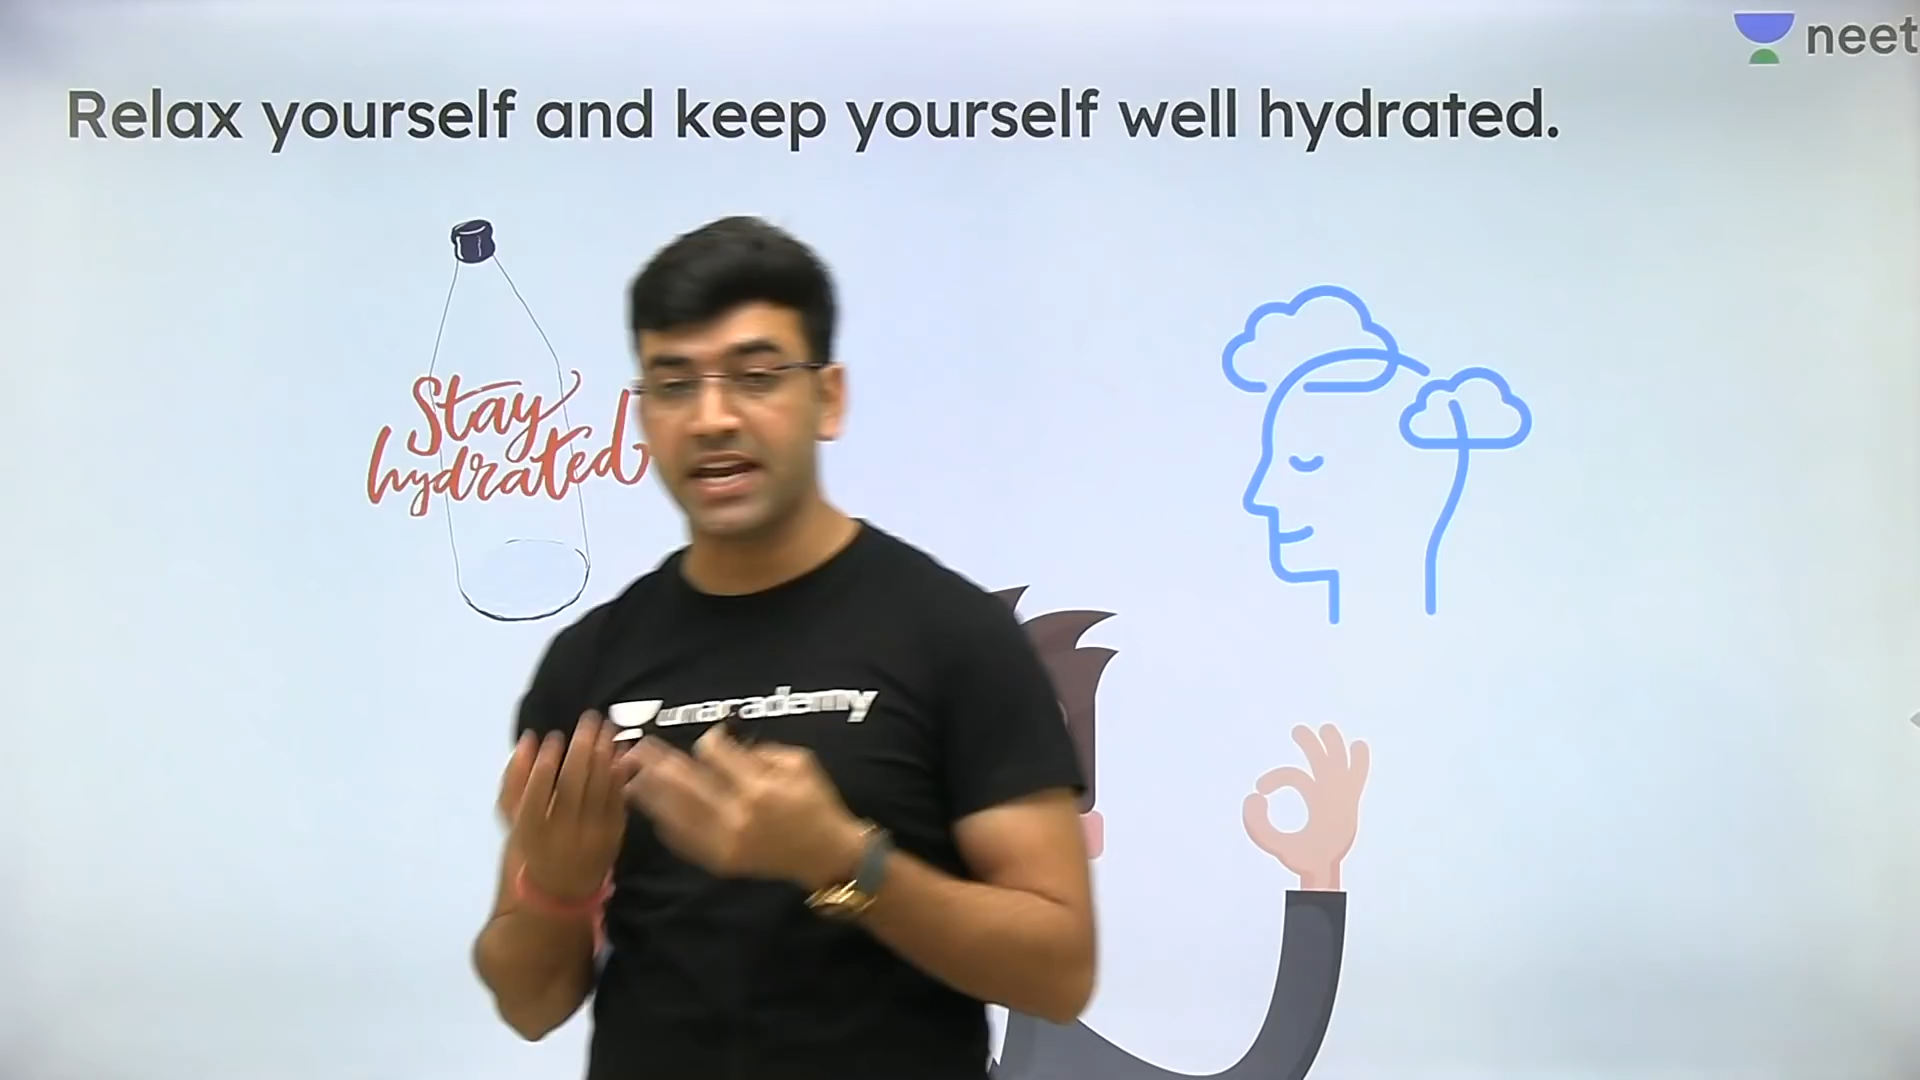 neet
Relax yourself and keep yourself well hydrated.
Stay
hydrated
unacademy